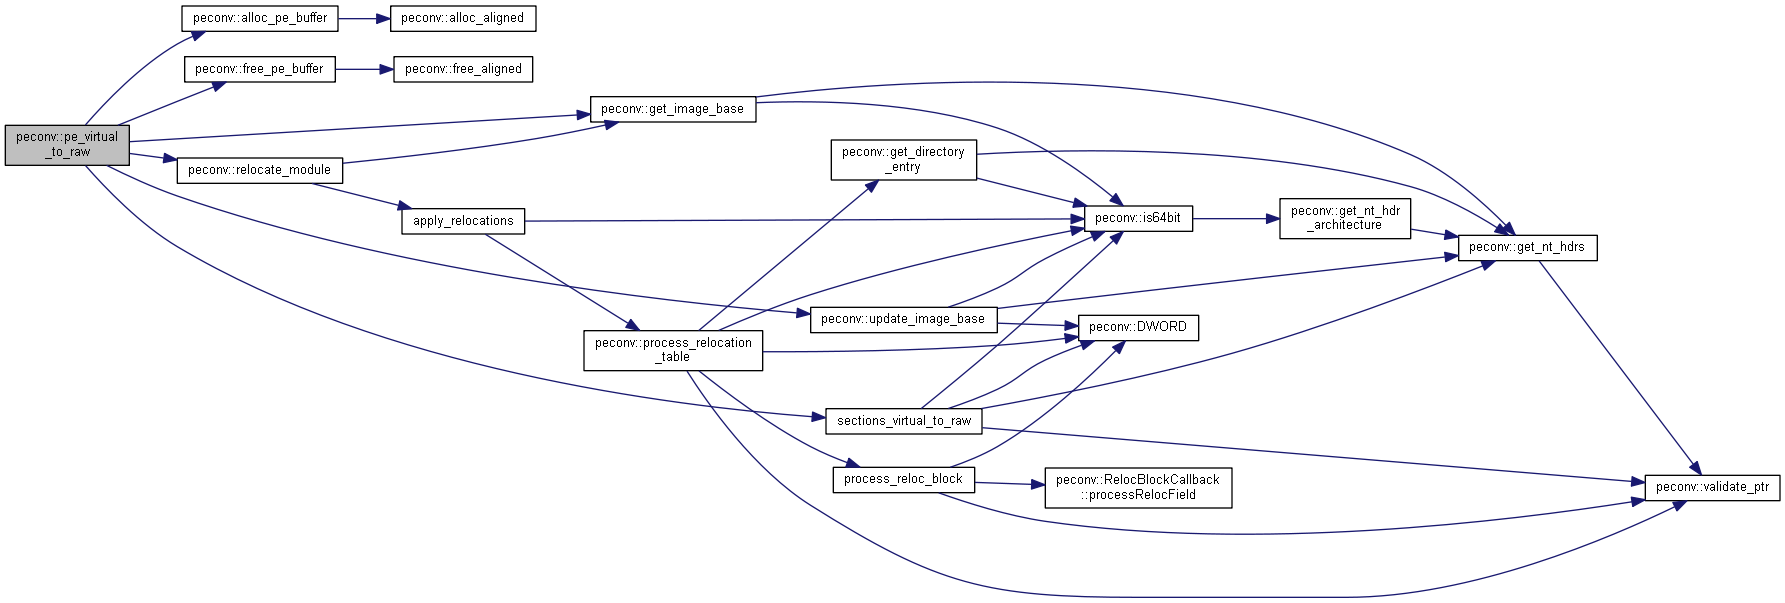 peconv::alloc_pe_buffer
peconv::alloc_aligned
peconv::free_pe_buffer
peconv::free_aligned
peconv::get_image_base
peconv::pe_virtual
_to_raw
peconv::relocate_module
peconv::get_directory
_entry
apply_relocations
peconv::is64bit
peconv::get_nt_hdr
_architecture
peconv::get_nt_hdrs
peconv::update_image_base
peconv::DWORD
peconv::process_relocation
_table
sections_virtual_to_raw
process_reloc_block
peconv::RelocBlockCallback
::processRelocField
peconv::validate_ptr